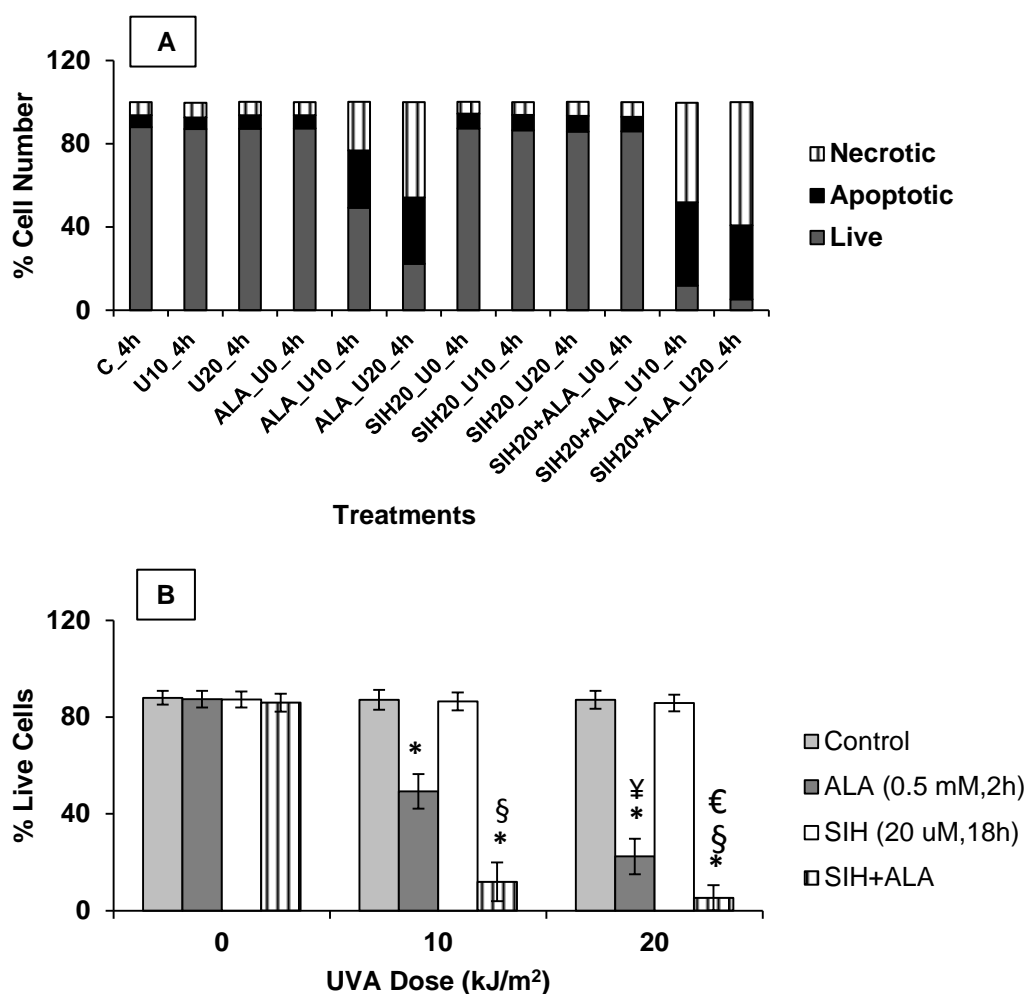 A
120
80
40
0
% Cell Number
Necrotic
Apoptotic
Live
C_4h
U10_4h
U20_4h
ALA_U0_4h
ALA_U10_4h
ALA_U20_4h
SIH20_U0_4h
SIH20_U10_4h
SIH20_U20_4h
SIH20+ALA_U0_4h
SIH20+ALA_U10_4h
SIH20+ALA_U20_4h
Treatments
B
120
80
40
0
% Live Cells
*
§
*
¥
*
€
§
*
Control
ALA (0.5 mM,2h)
SIH (20 uM,18h)
SIH+ALA
0 10 20
UVA Dose (kJ/m²)